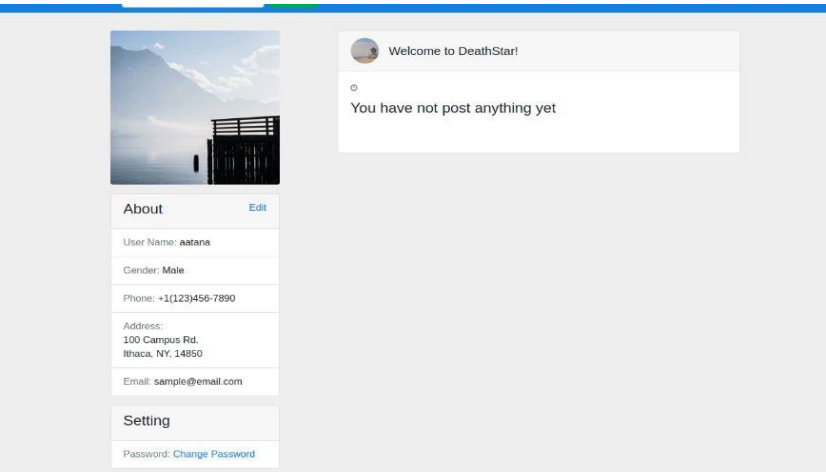 About
Edit
User Name: aatana
Gender: Male
Phone: +1(123)456-7890
Address:
100 Campus Rd.
Ithaca, NY, 14850
Email: sample@email.com
Setting
Password: Change Password
Welcome to DeathStar!
You have not post anything yet